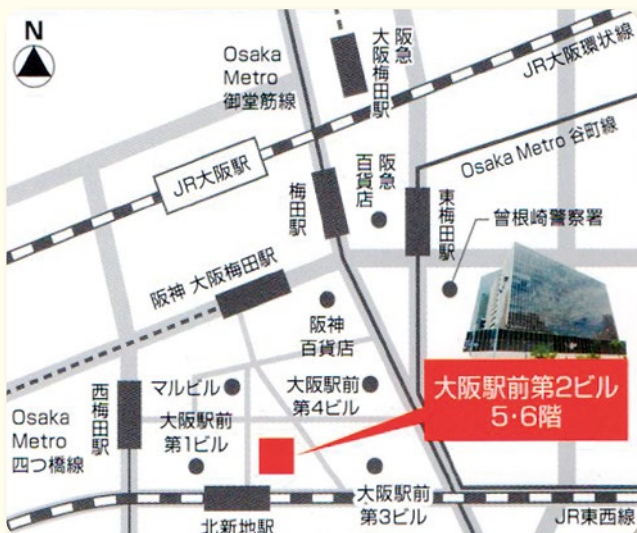 N
Osaka
Metro
御堂筋線
阪急
大阪梅田駅
JR大阪環状線
JR大阪駅
梅田駅
阪急
百貨店
東梅田駅
Osaka Metro 谷町線
曾根崎警察署
阪神 大阪梅田駅
阪神
百貨店
西梅田駅
マルビル
大阪駅前
第4ビル
大阪駅前第2ビル
5・6階
Osaka
Metro
四つ橋線
大阪駅前
第1ビル
大阪駅前
第3ビル
北新地駅
JR東西線